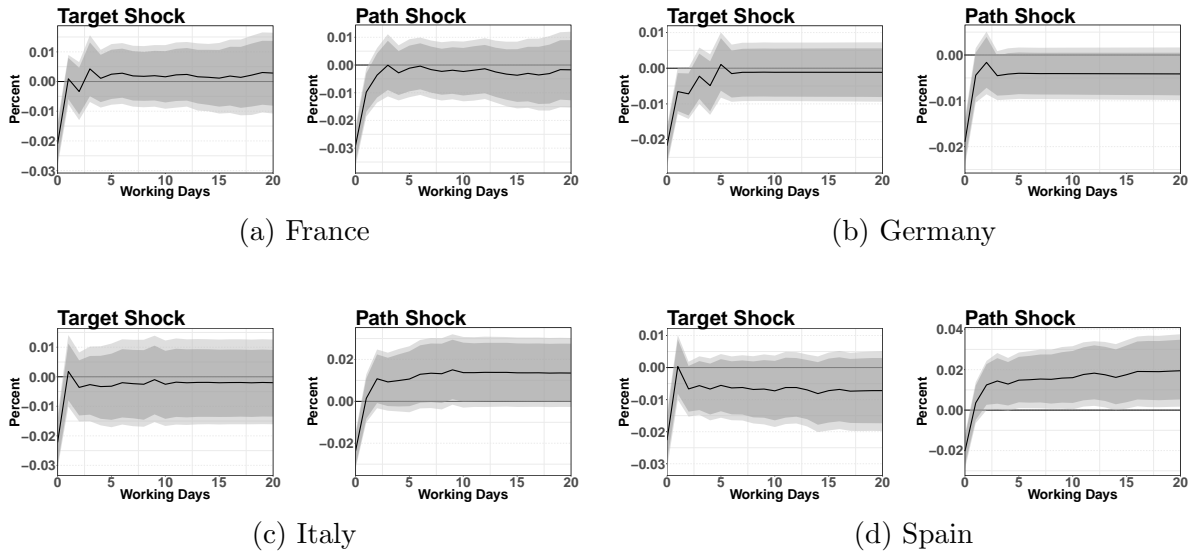 Target Shock
Percent
0.01
0.00
−0.01
−0.02
−0.03
0 5 10 15 20
Working Days
Path Shock
Percent
0.01
0.00
−0.01
−0.02
−0.03
0 5 10 15 20
Working Days
(a) France
Target Shock
Percent
0.01
0.00
−0.01
−0.02
0 5 10 15 20
Working Days
Path Shock
Percent
0.00
−0.01
−0.02
0 5 10 15 20
Working Days
(b) Germany
Target Shock
Percent
0.01
0.00
−0.01
−0.02
−0.03
0 5 10 15 20
Working Days
Path Shock
Percent
0.02
0.00
−0.02
0 5 10 15 20
Working Days
(c) Italy
Target Shock
Percent
0.01
0.00
−0.01
−0.02
−0.03
0 5 10 15 20
Working Days
Path Shock
Percent
0.04
0.02
0.00
−0.02
0 5 10 15 20
Working Days
(d) Spain